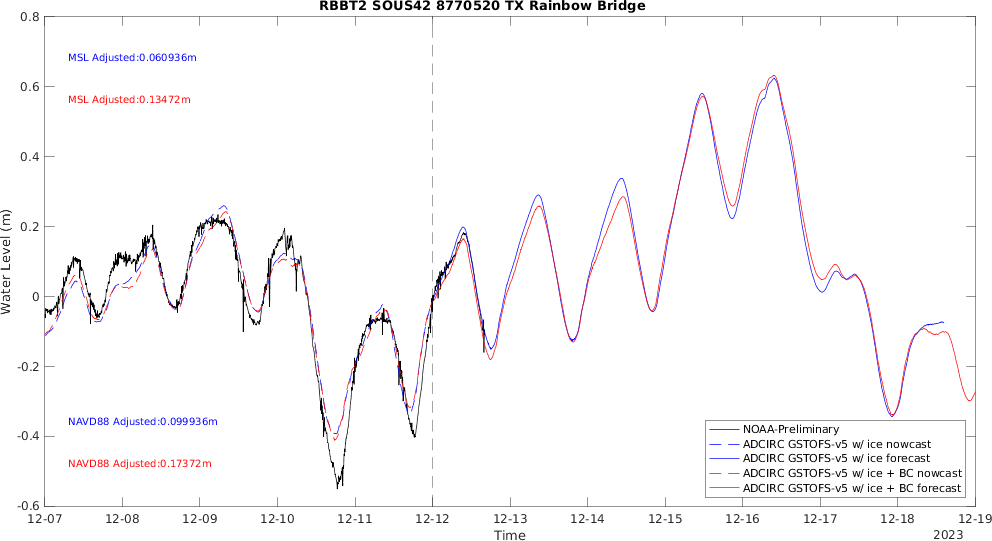 RBBT2 SOUS42 8770520 TX Rainbow Bridge
0.8
0.6
0.4
0.2
0
-0.2
-0.4
-0.6
Water Level (m)
MSL Adjusted:0.060936m
MSL Adjusted:0.13472m
NAVD88 Adjusted:0.099936m
NAVD88 Adjusted:0.17372m
NOAA-Preliminary
ADCIRC GSTOFS-v5 w/ ice nowcast
ADCIRC GSTOFS-v5 w/ ice forecast
ADCIRC GSTOFS-v5 w/ ice + BC nowcast
ADCIRC GSTOFS-v5 w/ ice + BC forecast
12-07 12-08 12-09 12-10 12-11 12-12 12-13 12-14 12-15 12-16 12-17 12-18 12-19
Time
2023